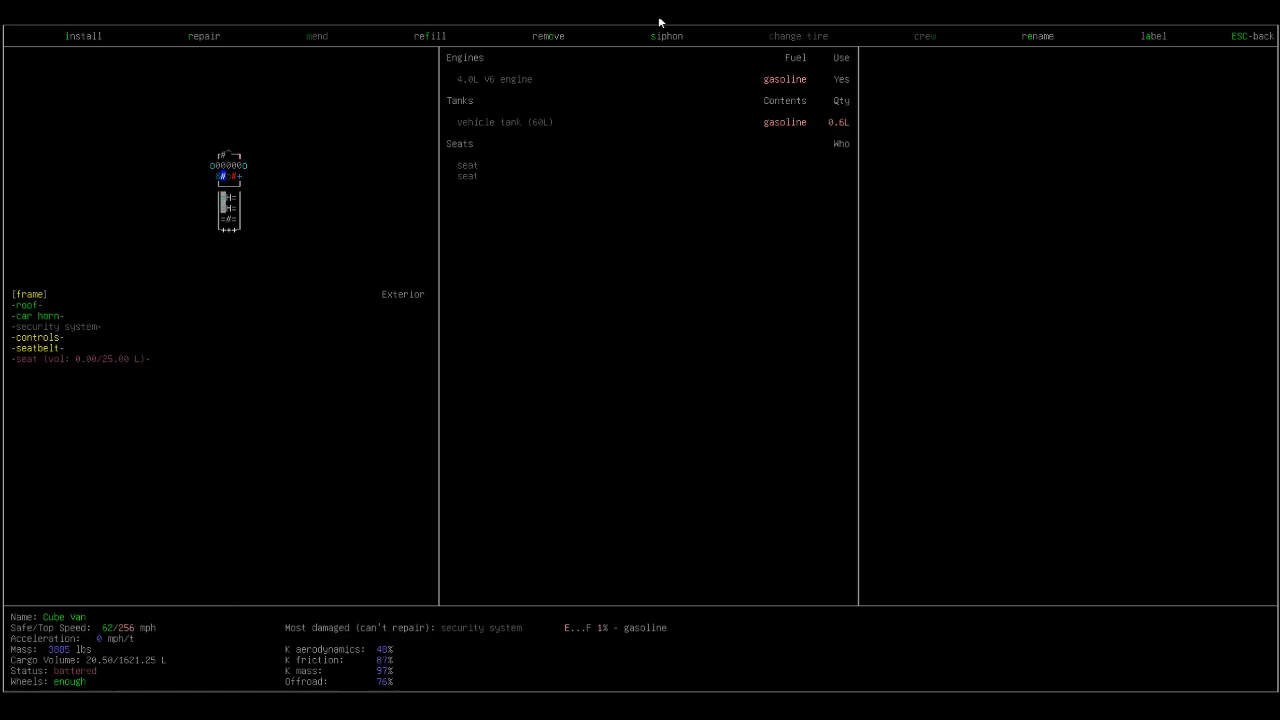 install repair mend refill remove siphon change tire crew rename label ESC-back
Engines Fuel Use
4.0L V6 engine gasoline Yes
Tanks Contents Qty
vehicle tank (60L) gasoline 0.6L
Seats Who
seat
seat
[frame] Exterior
-roof-
-car horn-
-security system-
-controls-
-seatbelt-
-seat (vol: 0.00/25.00 L)-
Name: Cube Van
Safe/Top Speed: 62/256 mph Most damaged (can't repair): security system E...F 1% - gasoline
Acceleration: 0 mph/t
Mass: 3885 lbs K aerodynamics: 40%
Cargo Volume: 20.50/1621.25 L K friction: 87%
Status: battered K mass: 97%
Wheels: enough Offroad: 76%